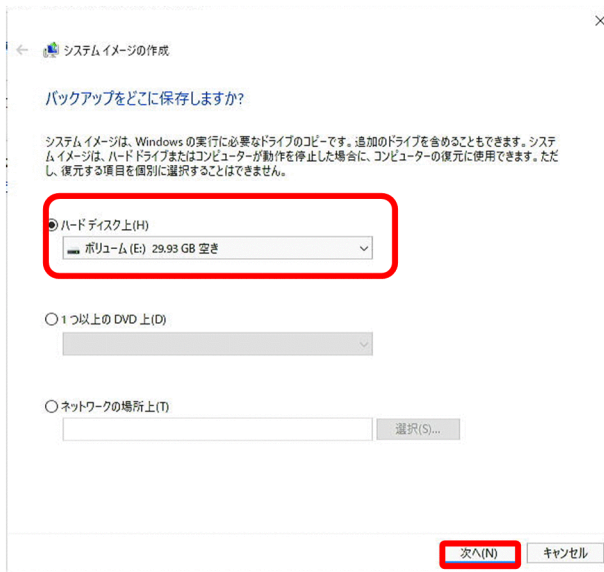 システム イメージの作成
バックアップをどこに保存しますか?
システム イメージは、Windows の実行に必要なドライブのコピーです。追加のドライブを含めることもできます。システ
ム イメージは、ハード ドライブまたはコンピューターが動作を停止した場合に、コンピューターの復元に使用できます。ただ
し、復元する項目を個別に選択することはできません。
ハード ディスク上(H)
ボリューム (E:) 29.93 GB 空き
1 つ以上の DVD 上(D)
ネットワークの場所上(T)
選択(S)...
次へ(N) キャンセル